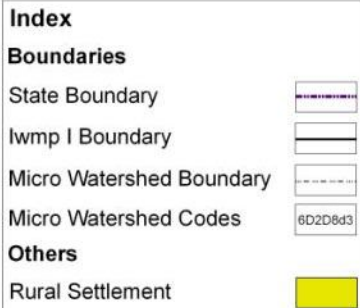 Index
Boundaries
State Boundary
Iwmp I Boundary
Micro Watershed Boundary
Micro Watershed Codes 6D2D8d3
Others
Rural Settlement